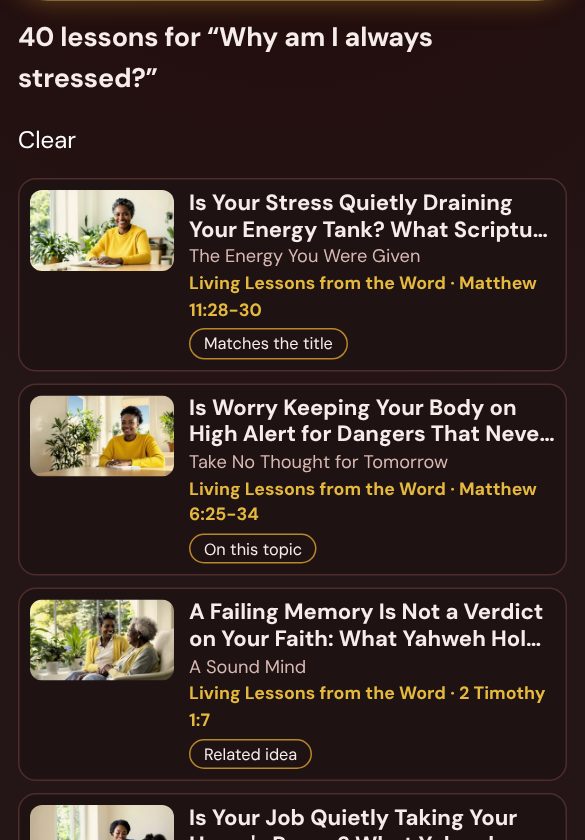 40 lessons for “Why am I always
stressed?”
Clear
Is Your Stress Quietly Draining
Your Energy Tank? What Scriptu...
The Energy You Were Given
Living Lessons from the Word · Matthew
11:28-30
Matches the title
Is Worry Keeping Your Body on
High Alert for Dangers That Neve...
Take No Thought for Tomorrow
Living Lessons from the Word · Matthew
6:25-34
On this topic
A Failing Memory Is Not a Verdict
on Your Faith: What Yahweh Hol...
A Sound Mind
Living Lessons from the Word · 2 Timothy
1:7
Related idea
Is Your Job Quietly Taking Your